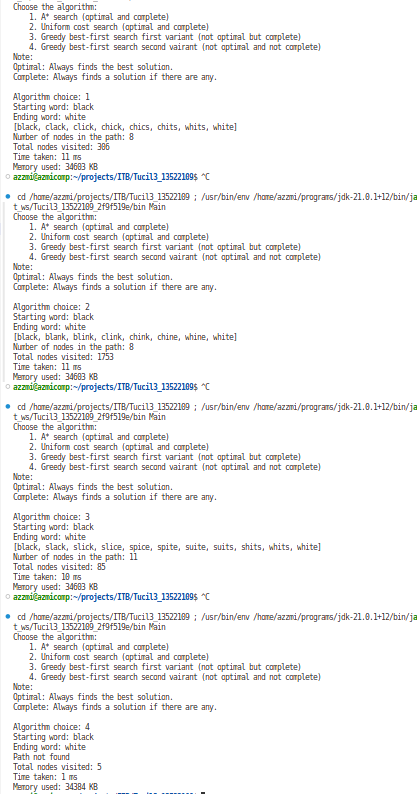 Choose the algorithm:
1. A* search (optimal and complete)
2. Uniform cost search (optimal and complete)
3. Greedy best-first search first variant (not optimal but complete)
4. Greedy best-first search second vairant (not optimal and not complete)
Note:
Optimal: Always finds the best solution.
Complete: Always finds a solution if there are any.
Algorithm choice: 1
Starting word: black
Ending word: white
[black, clack, click, chick, chics, chits, whits, white]
Number of nodes in the path: 8
Total nodes visited: 306
Time taken: 11 ms
Memory used: 34603 KB
azzmi@azmicomp:~/projects/ITB/Tucil3_13522109$ ^C
cd /home/azzmi/projects/ITB/Tucil3_13522109 ; /usr/bin/env /home/azzmi/programs/jdk-21.0.1+12/bin/ja
t_ws/Tucil3_13522109_2f9f519e/bin Main
Choose the algorithm:
1. A* search (optimal and complete)
2. Uniform cost search (optimal and complete)
3. Greedy best-first search first variant (not optimal but complete)
4. Greedy best-first search second vairant (not optimal and not complete)
Note:
Optimal: Always finds the best solution.
Complete: Always finds a solution if there are any.
Algorithm choice: 2
Starting word: black
Ending word: white
[black, blank, blink, clink, chink, chine, whine, white]
Number of nodes in the path: 8
Total nodes visited: 1753
Time taken: 11 ms
Memory used: 34603 KB
azzmi@azmicomp:~/projects/ITB/Tucil3_13522109$ ^C
cd /home/azzmi/projects/ITB/Tucil3_13522109 ; /usr/bin/env /home/azzmi/programs/jdk-21.0.1+12/bin/ja
t_ws/Tucil3_13522109_2f9f519e/bin Main
Choose the algorithm:
1. A* search (optimal and complete)
2. Uniform cost search (optimal and complete)
3. Greedy best-first search first variant (not optimal but complete)
4. Greedy best-first search second vairant (not optimal and not complete)
Note:
Optimal: Always finds the best solution.
Complete: Always finds a solution if there are any.
Algorithm choice: 3
Starting word: black
Ending word: white
[black, slack, slick, slice, spice, spite, suite, suits, shits, whits, white]
Number of nodes in the path: 11
Total nodes visited: 85
Time taken: 10 ms
Memory used: 34603 KB
azzmi@azmicomp:~/projects/ITB/Tucil3_13522109$ ^C
cd /home/azzmi/projects/ITB/Tucil3_13522109 ; /usr/bin/env /home/azzmi/programs/jdk-21.0.1+12/bin/ja
t_ws/Tucil3_13522109_2f9f519e/bin Main
Choose the algorithm:
1. A* search (optimal and complete)
2. Uniform cost search (optimal and complete)
3. Greedy best-first search first variant (not optimal but complete)
4. Greedy best-first search second vairant (not optimal and not complete)
Note:
Optimal: Always finds the best solution.
Complete: Always finds a solution if there are any.
Algorithm choice: 4
Starting word: black
Ending word: white
Path not found
Total nodes visited: 5
Time taken: 1 ms
Memory used: 34384 KB